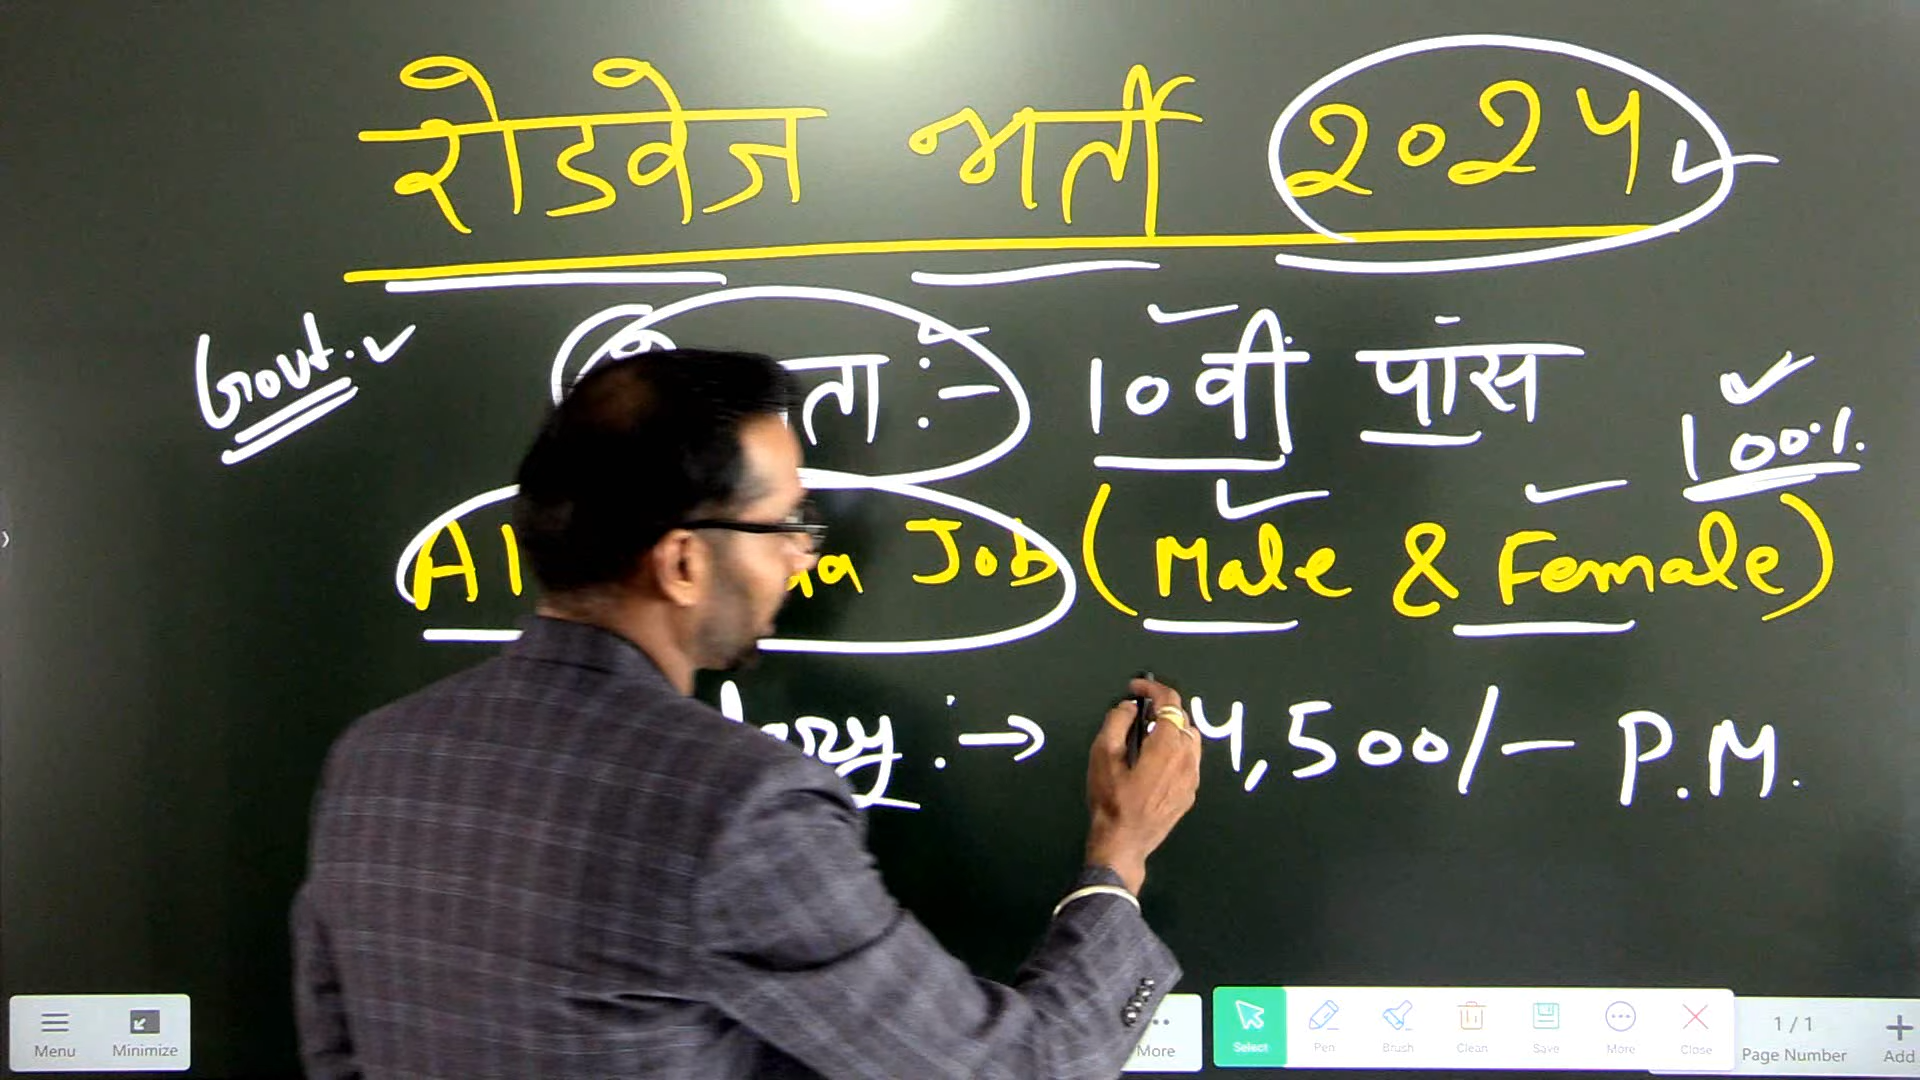 रोडवेज भर्ती 2025
Govt.
10वीं पास
100%
Job (Male & Female)
4,500/- P.M.
Menu
Minimize
More
Select
Pen
Brush
Clean
Save
More
Close
1 / 1
Page Number
Add